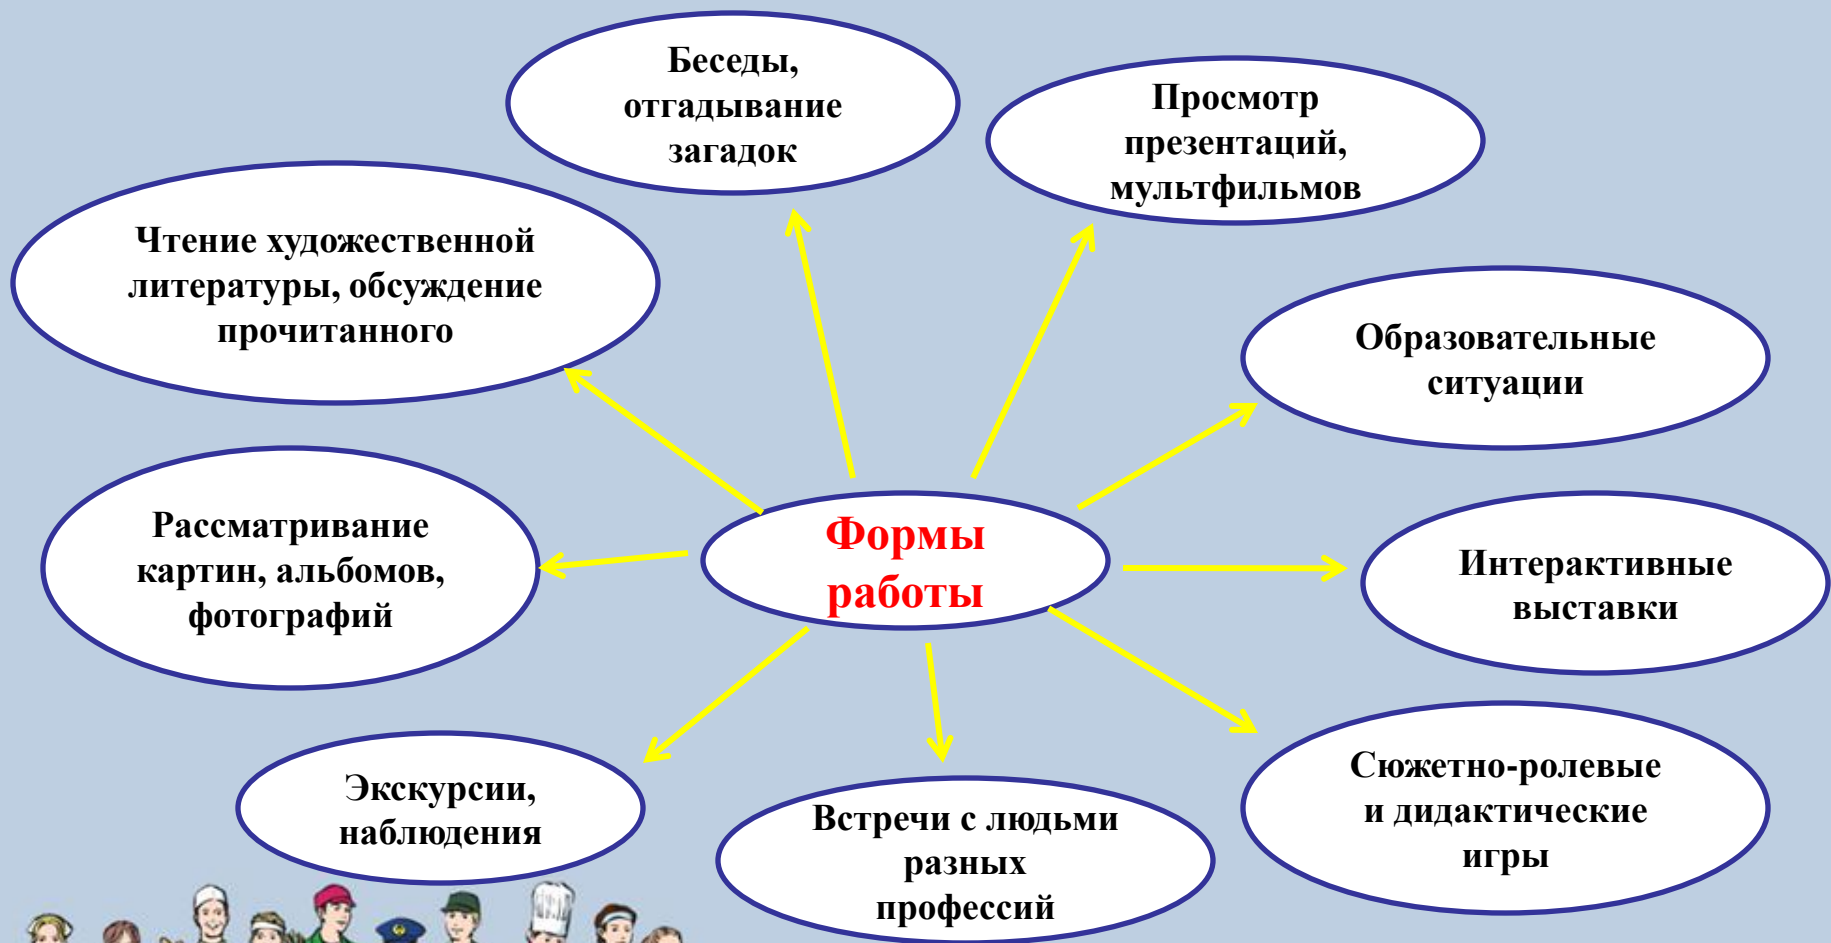 Беседы,
отгадывание
загадок
Просмотр
презентаций,
мультфильмов
Чтение художественной
литературы, обсуждение
прочитанного
Образовательные
ситуации
Рассматривание
картин, альбомов,
фотографий
Формы
работы
Интерактивные
выставки
Экскурсии,
наблюдения
Встречи с людьми
разных
профессий
Сюжетно-ролевые
и дидактические
игры